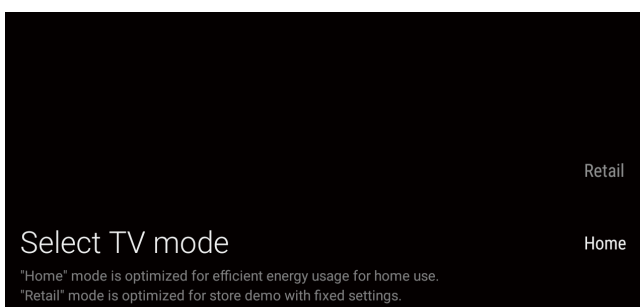 Retail
Select TV mode
Home
"Home" mode is optimized for efficient energy usage for home use.
"Retail" mode is optimized for store demo with fixed settings.